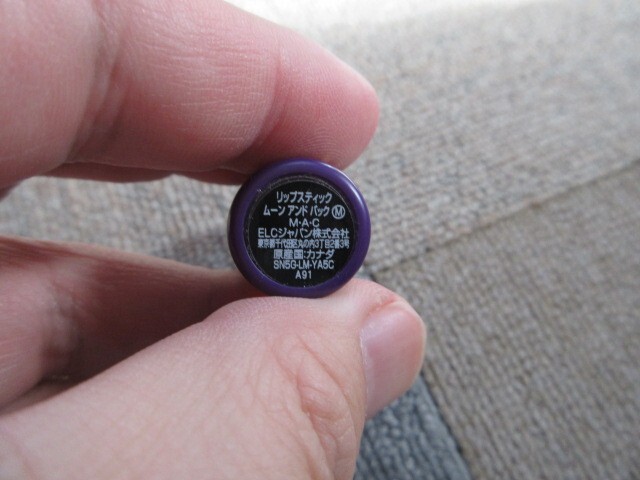 リップスティック
ムーン アンド バック Ⓜ
M·A·C
ELCジャパン株式会社
東京都千代田区丸の内3丁目2番3号
原産国:カナダ
SN5G-LM-YA5C
A91